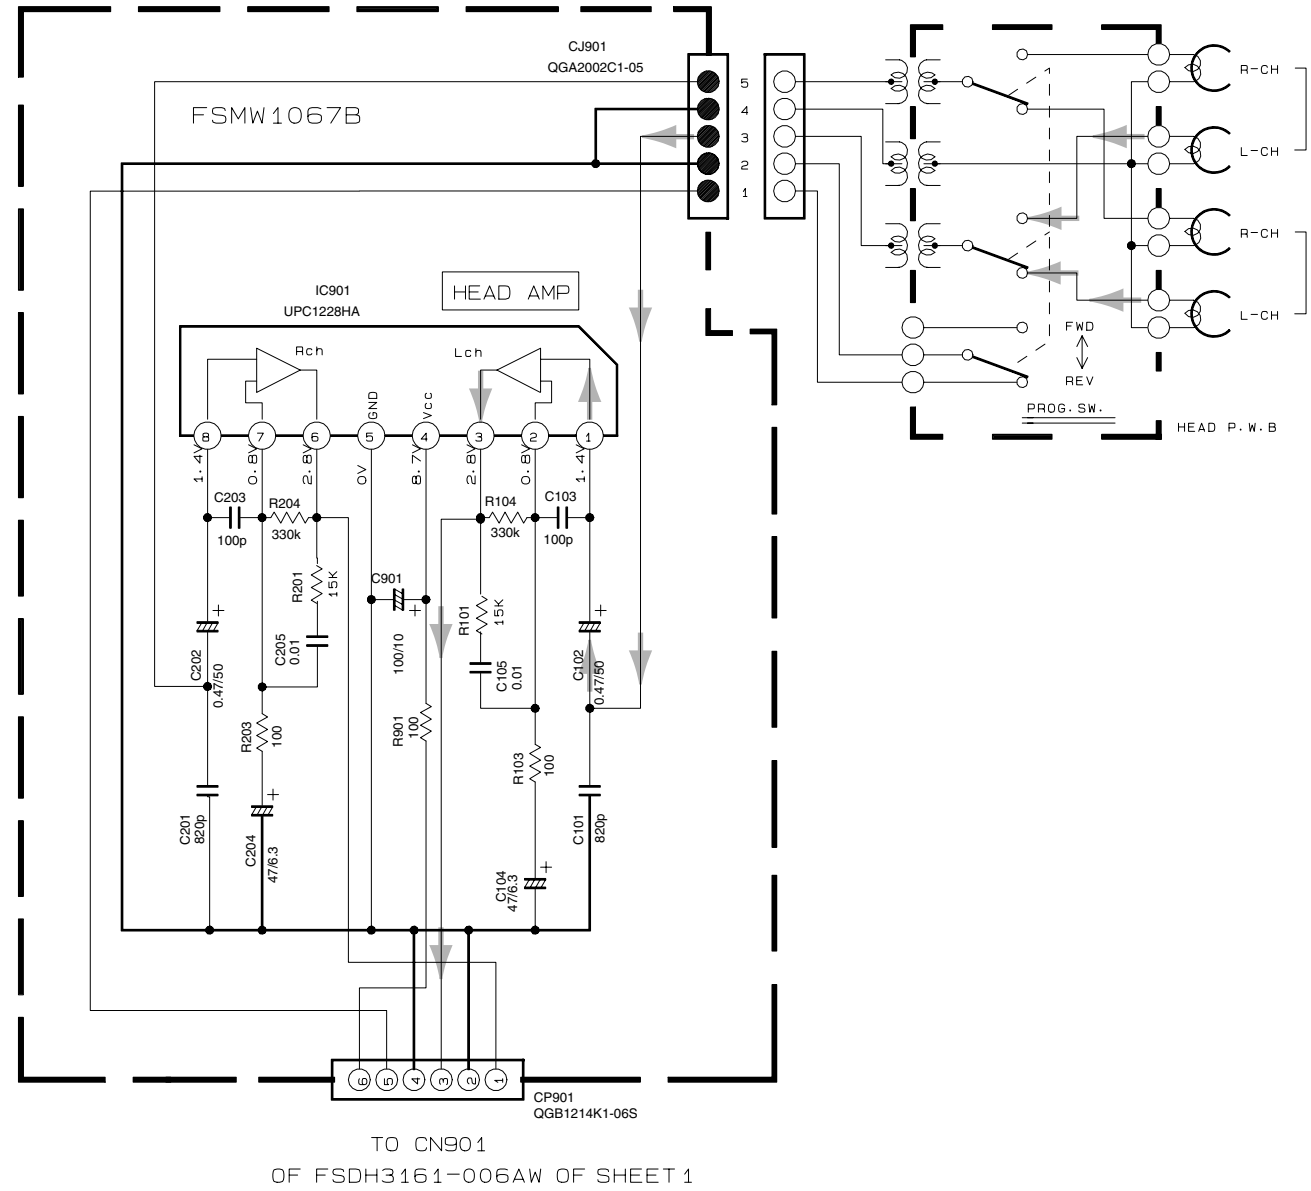 CJ901
QGA2002C1-05
FSMW1067B
5
4
3
2
1
R-CH
L-CH
R-CH
L-CH
FWD
REV
PROG. SW.
HEAD P.W.B
HEAD AMP
IC901
UPC1228HA
Rch
Lch
GND
Vcc
8
7
6
5
4
3
2
1
1.4V
0.8V
2.8V
0V
8.7V
2.8V
0.8V
1.4V
C203
100p
R204
330k
R104
330k
C103
100p
R201
15K
C205
0.01
C901
100/10
R101
15K
C105
0.01
C202
0.47/50
C102
0.47/50
R203
100
R901
100
R103
100
C201
820p
C204
47/6.3
C104
47/6.3
C101
820p
6
5
4
3
2
1
CP901
QGB1214K1-06S
TO CN901
OF FSDH3161-006AW OF SHEET1